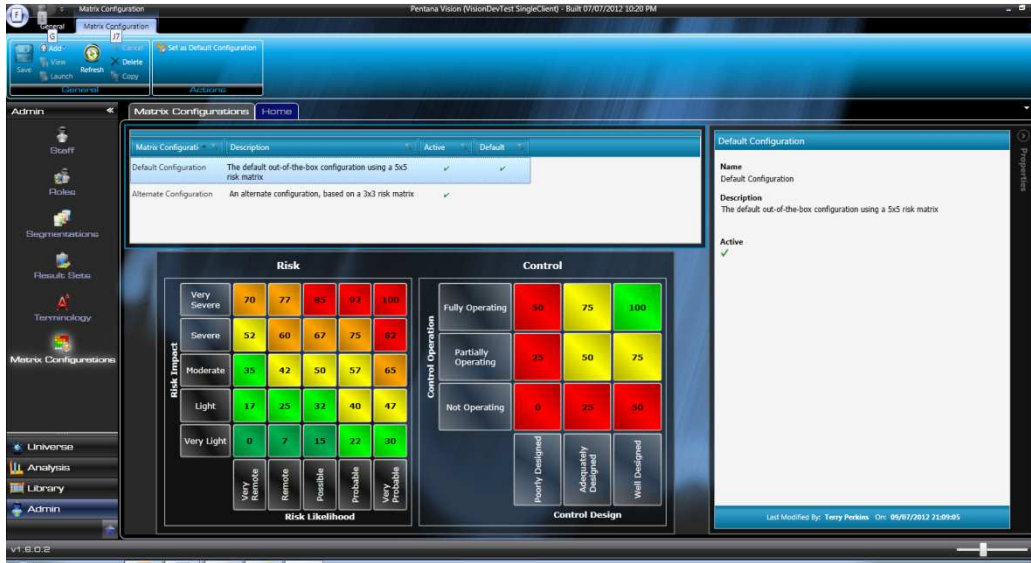 Matrix Configuration
Pentana Vision (VisionDevTest SingleClient) - Built 07/07/2012 10:20 PM
F
General
Matrix Configuration
G
J7
Save
Add
View
Launch
Refresh
Cancel
Delete
Copy
Set as Default Configuration
General
Actions
Admin
Matrix Configurations
Home
Staff
Roles
Segmentations
Result Sets
Terminology
Matrix Configurations
Universe
Analysis
Library
Admin
v1.6.0.2
Matrix Configurati
Description
Active
Default
Default Configuration
The default out-of-the-box configuration using a 5x5
risk matrix
Alternate Configuration
An alternate configuration, based on a 3x3 risk matrix
Risk
Risk Impact
Very
Severe
70 77 85 92 100
Severe
52 60 67 75 82
Moderate
35 42 50 57 65
Light
17 25 32 40 47
Very Light
0 7 15 22 30
Very
Remote
Remote
Possible
Probable
Very
Probable
Risk Likelihood
Control
Control Operation
Fully Operating
50 75 100
Partially
Operating
25 50 75
Not Operating
0 25 50
Poorly Designed
Adequately
Designed
Well Designed
Control Design
Default Configuration
Name
Default Configuration
Description
The default out-of-the-box configuration using a 5x5 risk matrix
Active
Last Modified By: Terry Perkins On: 09/07/2012 21:09:05
Properties